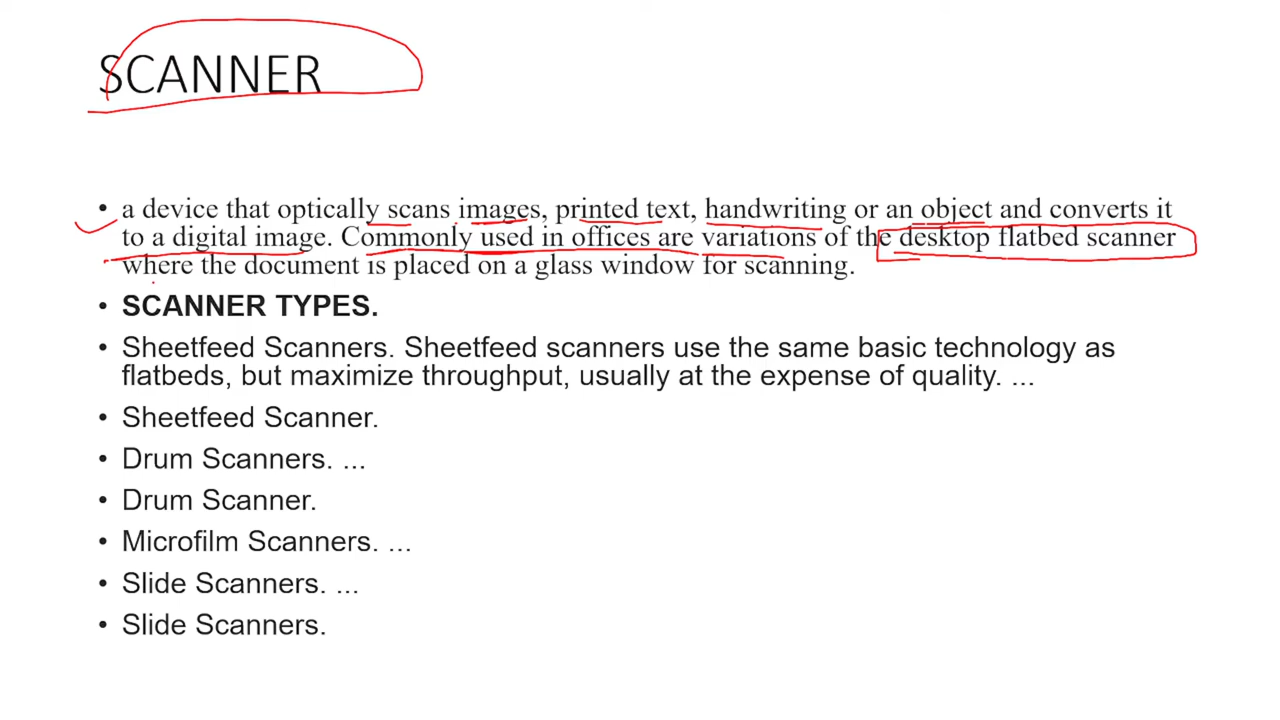 SCANNER
• a device that optically scans images, printed text, handwriting or an object and converts it
to a digital image. Commonly used in offices are variations of the desktop flatbed scanner
where the document is placed on a glass window for scanning.
• SCANNER TYPES.
• Sheetfeed Scanners. Sheetfeed scanners use the same basic technology as
flatbeds, but maximize throughput, usually at the expense of quality. ...
• Sheetfeed Scanner.
• Drum Scanners. ...
• Drum Scanner.
• Microfilm Scanners. ...
• Slide Scanners. ...
• Slide Scanners.